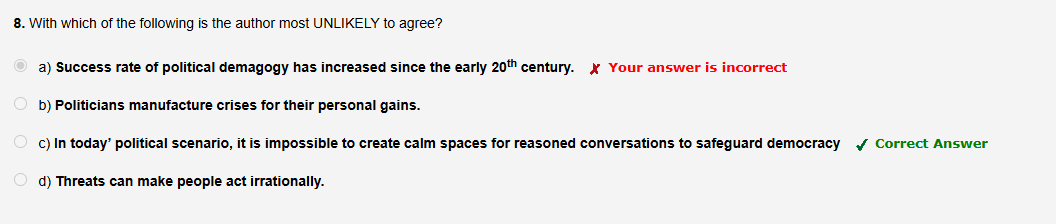 8. With which of the following is the author most UNLIKELY to agree?
a) Success rate of political demagogy has increased since the early 20th century. ✗ Your answer is incorrect
b) Politicians manufacture crises for their personal gains.
c) In today' political scenario, it is impossible to create calm spaces for reasoned conversations to safeguard democracy ✓ Correct Answer
d) Threats can make people act irrationally.